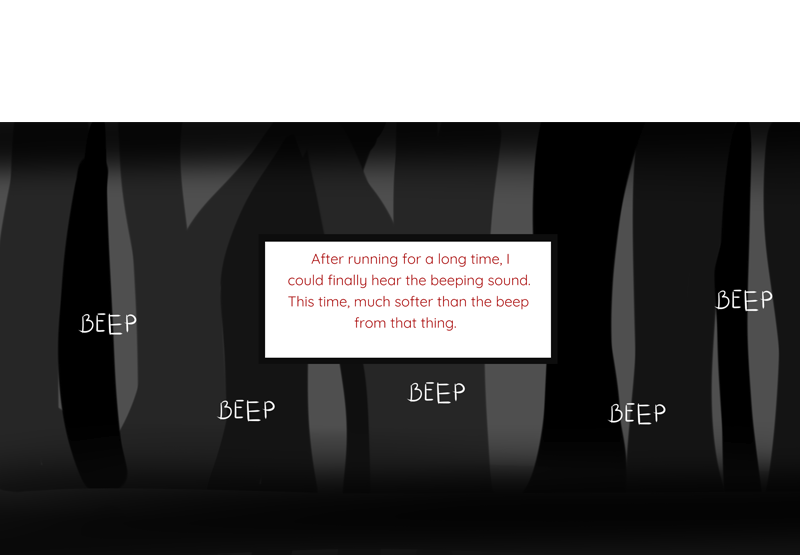 After running for a long time, I
could finally hear the beeping sound.
This time, much softer than the beep
from that thing.
BEEP
BEEP
BEEP
BEEP
BEEP